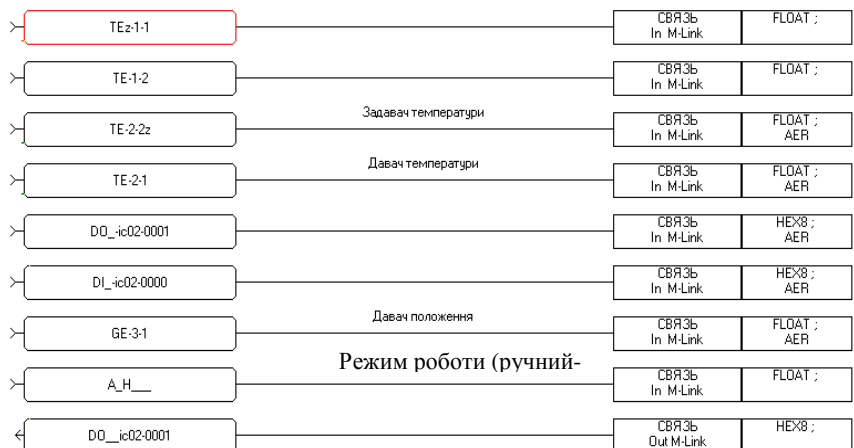 TEz-1-1 СВЯЗЬ FLOAT ;
In M-Link
TE-1-2 СВЯЗЬ FLOAT ;
In M-Link
Задавач температури
TE-2-2z СВЯЗЬ FLOAT ;
In M-Link AER
Давач температури
TE-2-1 СВЯЗЬ FLOAT ;
In M-Link AER
DO_-ic02-0001 СВЯЗЬ HEX8 ;
In M-Link AER
DI_-ic02-0000 СВЯЗЬ HEX8 ;
In M-Link AER
Давач положення
GE-3-1 СВЯЗЬ FLOAT ;
In M-Link AER
Режим роботи (ручний-
A_H___ СВЯЗЬ FLOAT ;
In M-Link
DO__ic02-0001 СВЯЗЬ HEX8 ;
Out M-Link